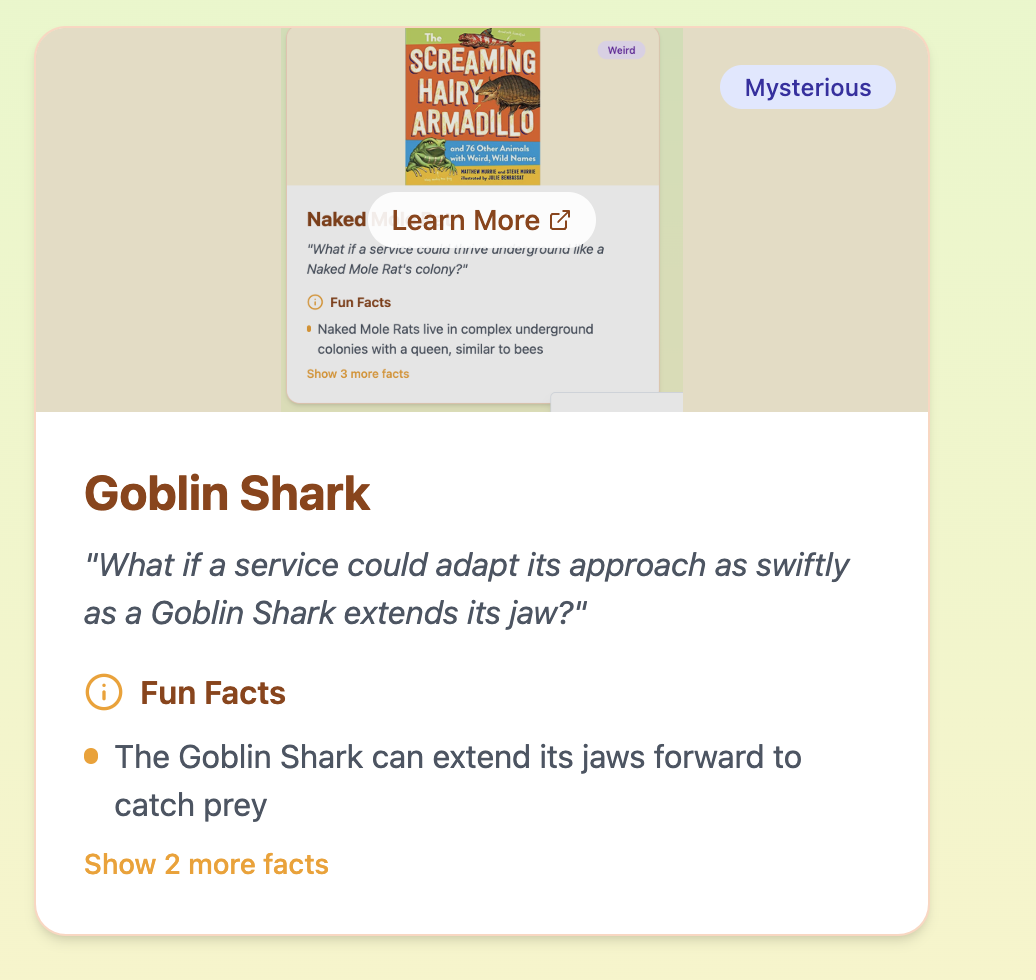 The
SCREAMING
HAIRY
ARMADILLO
and 76 Other Animals
with Weird, Wild Names
MATTHEW MURRIE AND STEVE MURRIE
Illustrated by JULIE BENBASSAT
Weird
Mysterious
Naked Mole
Learn More
"What if a service could thrive underground like a
Naked Mole Rat's colony?"
Fun Facts
Naked Mole Rats live in complex underground
colonies with a queen, similar to bees
Show 3 more facts
Goblin Shark
"What if a service could adapt its approach as swiftly
as a Goblin Shark extends its jaw?"
Fun Facts
The Goblin Shark can extend its jaws forward to
catch prey
Show 2 more facts